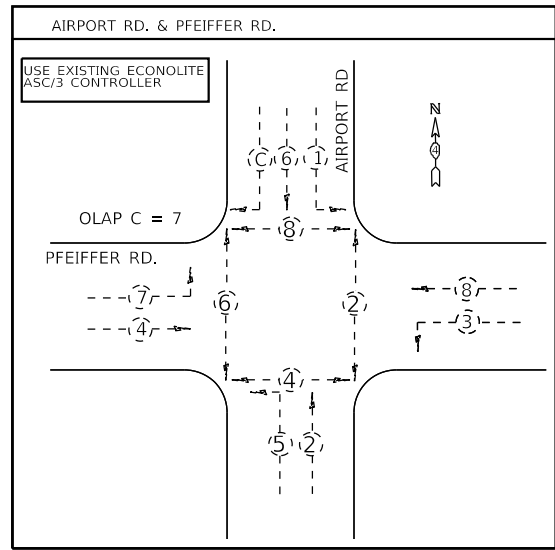 AIRPORT RD. & PFEIFFER RD.
USE EXISTING ECONOLITE
ASC/3 CONTROLLER
AIRPORT RD
N
4
C 6 1
OLAP C = 7
8
PFEIFFER RD.
7
8
6
2
4
3
4
5 2